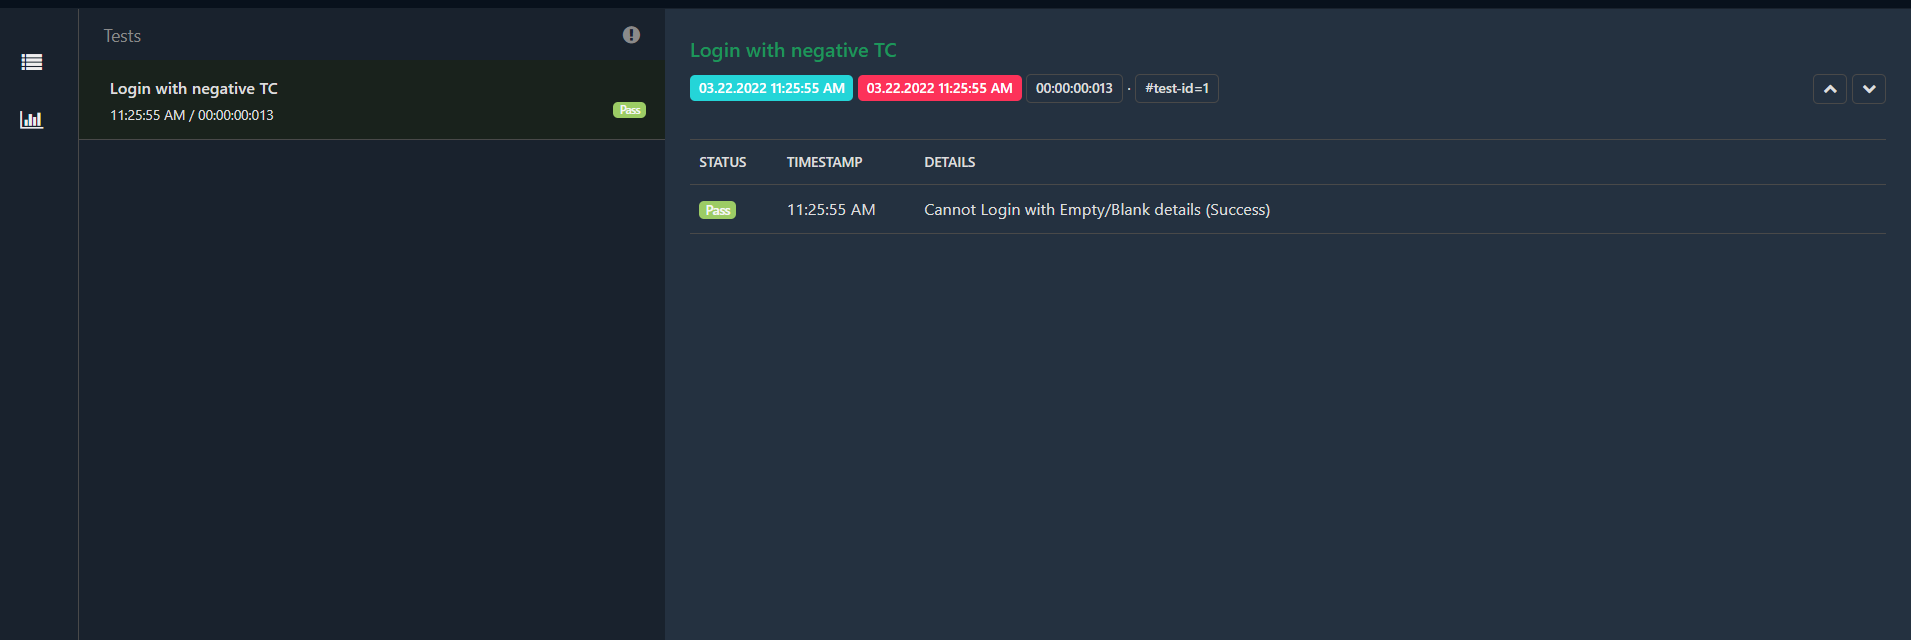 Tests
Login with negative TC
11:25:55 AM / 00:00:00:013
Pass
Login with negative TC
03.22.2022 11:25:55 AM 03.22.2022 11:25:55 AM 00:00:00:013 · #test-id=1
STATUS TIMESTAMP DETAILS
Pass 11:25:55 AM Cannot Login with Empty/Blank details (Success)